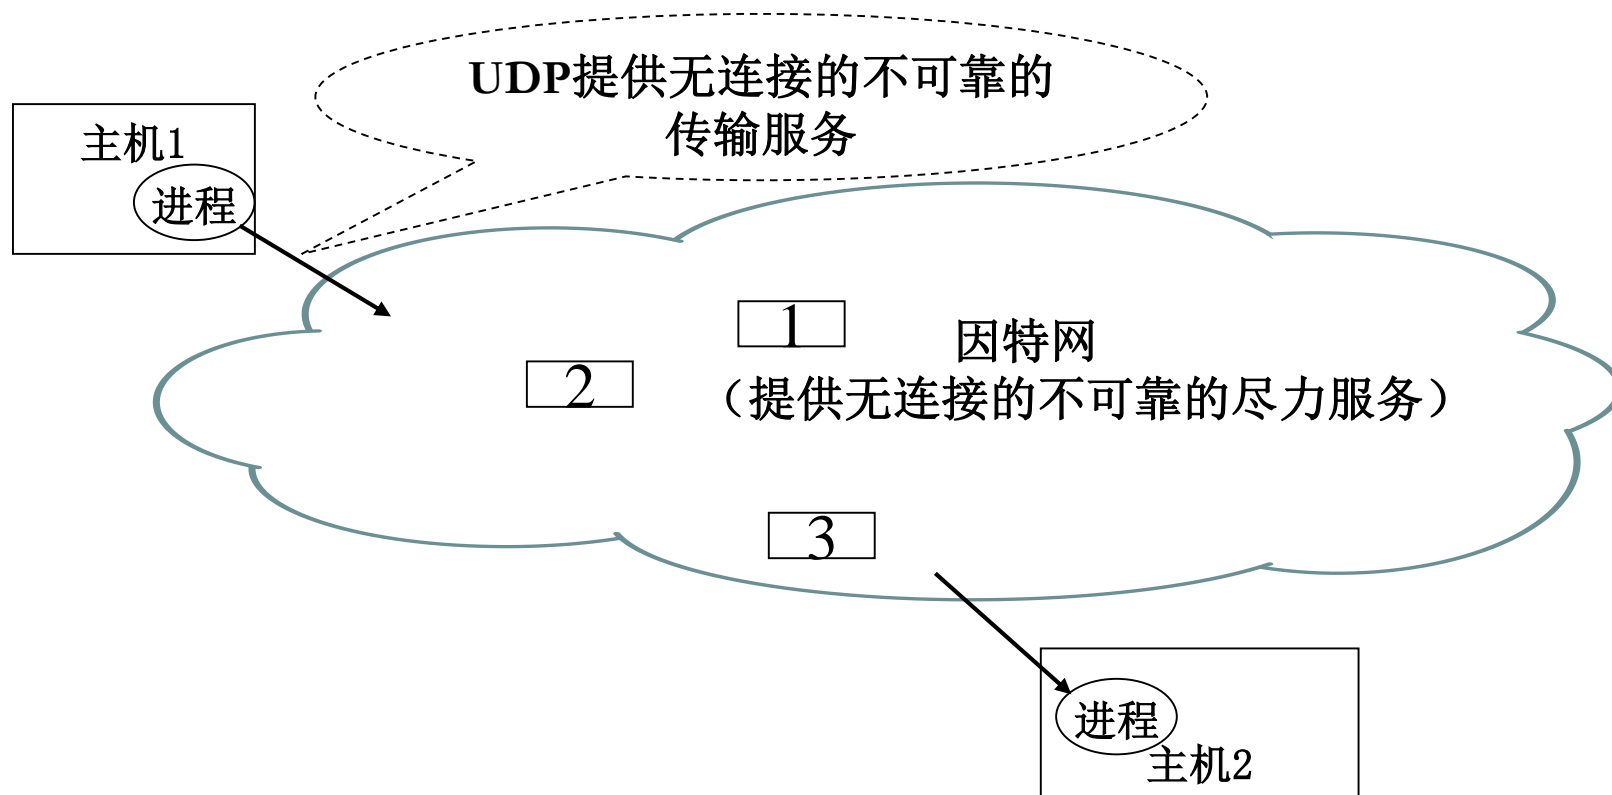 UDP提供无连接的不可靠的
传输服务
主机1
进程
1
因特网
2
（提供无连接的不可靠的尽力服务）
3
进程
主机2